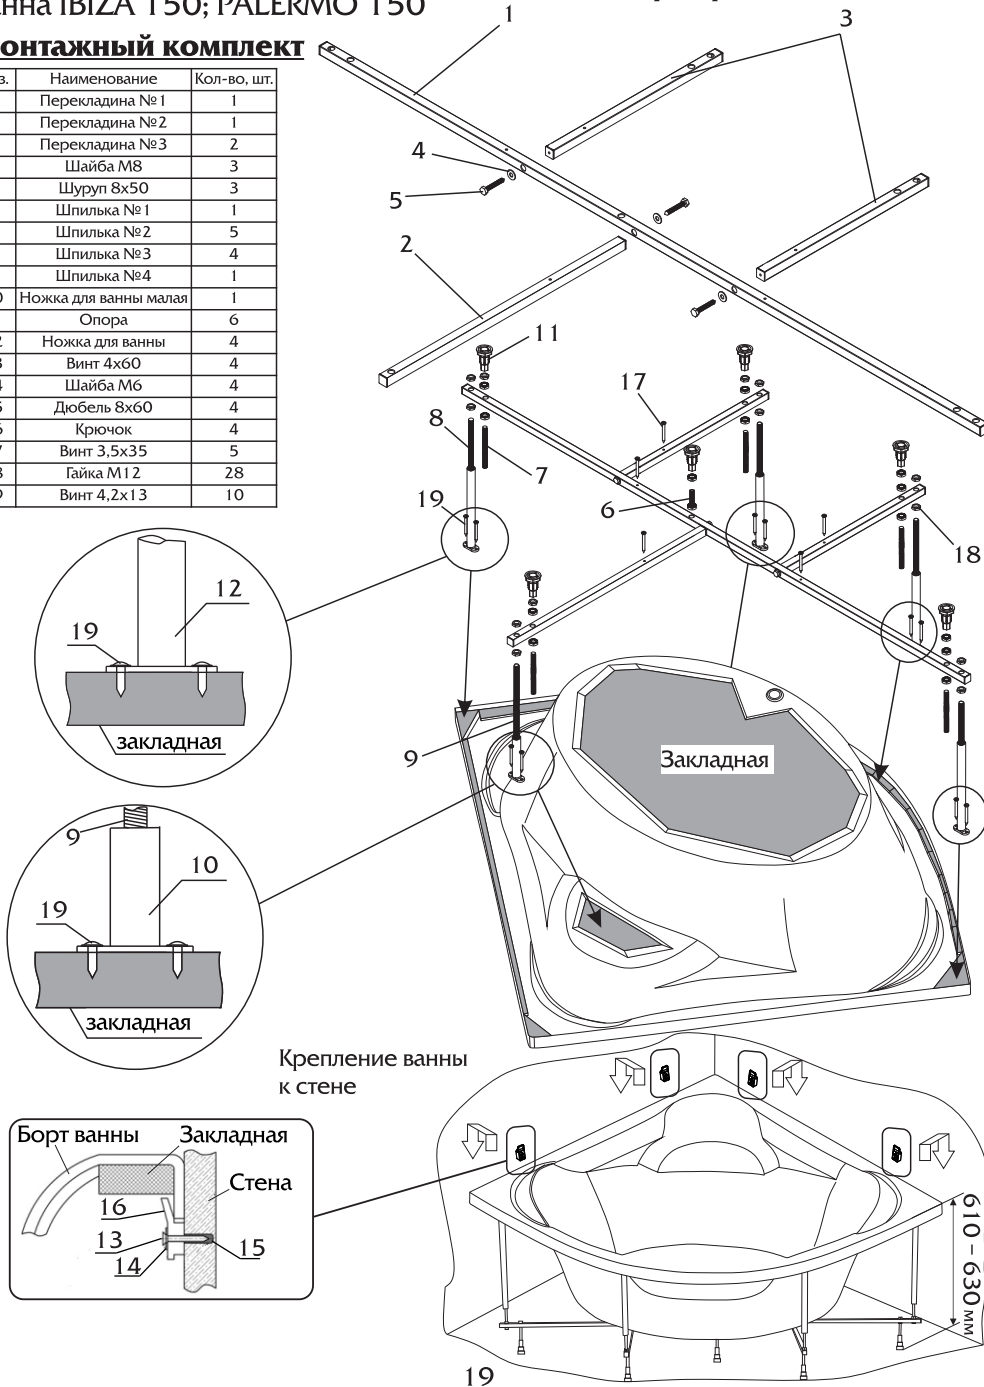 нна IBIZA 150; PALERMO 150
онтажный комплект
з. Наименование Кол-во, шт.
Перекладина №1 1
Перекладина №2 1
Перекладина №3 2
Шайба М8 3
Шуруп 8х50 3
Шпилька №1 1
Шпилька №2 5
Шпилька №3 4
Шпилька №4 1
Ножка для ванны малая 1
Опора 6
Ножка для ванны 4
Винт 4х60 4
Шайба М6 4
Дюбель 8х60 4
Крючок 4
Винт 3,5х35 5
Гайка М12 28
Винт 4,2х13 10
1
3
4
5
2
11
17
8
7
19
6
18
12
19
закладная
9
Закладная
9
10
19
закладная
Крепление ванны
к стене
Борт ванны
Закладная
Стена
16
13
14
15
610 – 630 мм
19